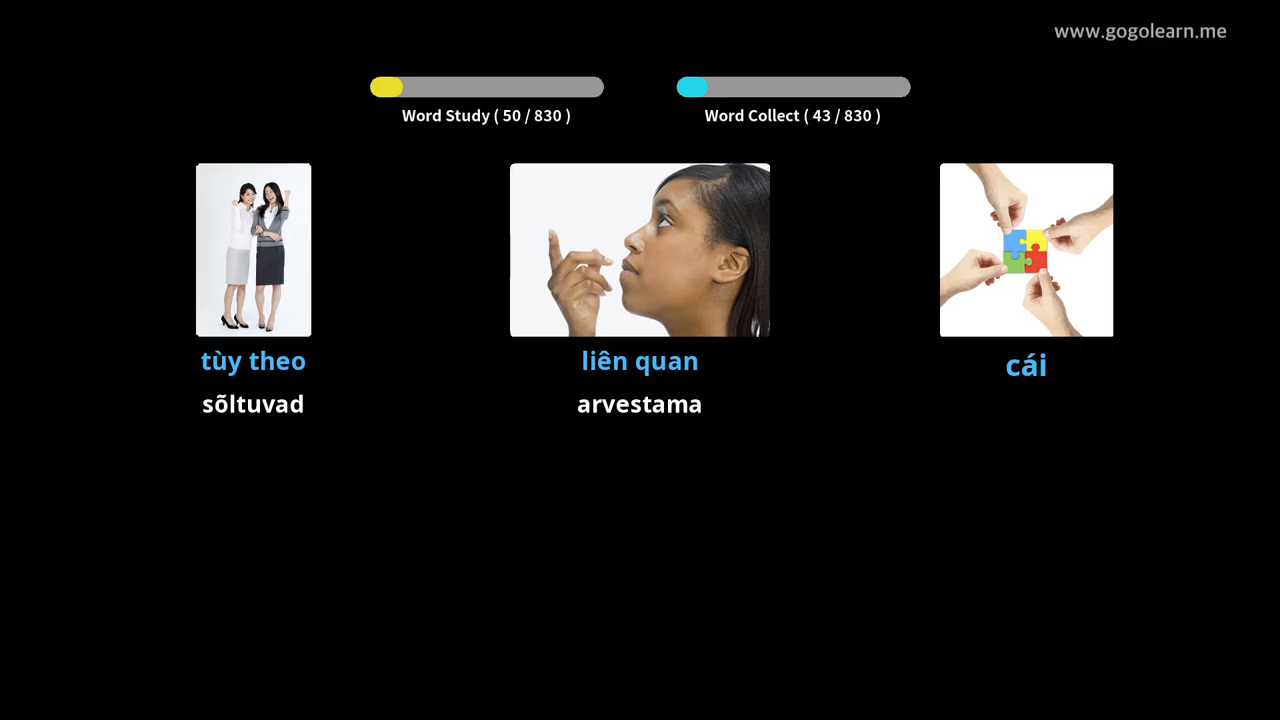 www.gogolearn.me
Word Study ( 50 / 830 )
Word Collect ( 43 / 830 )
tùy theo
sõltuvad
liên quan
arvestama
cái